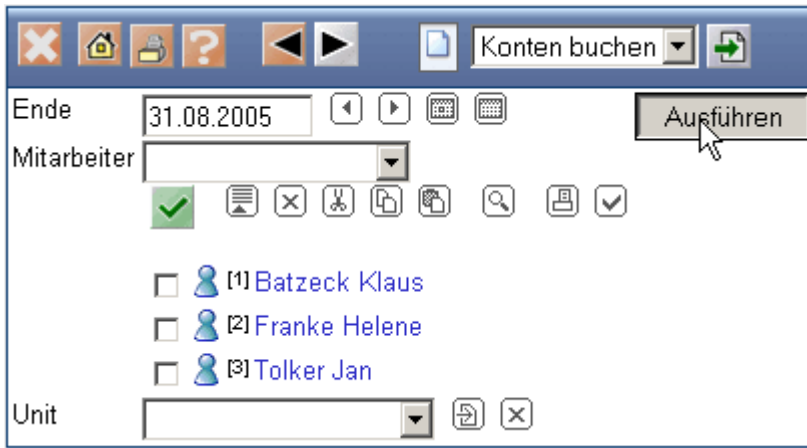 Konten buchen
Ende 31.08.2005 Ausführen
Mitarbeiter
[1] Batzeck Klaus
[2] Franke Helene
[3] Tolker Jan
Unit